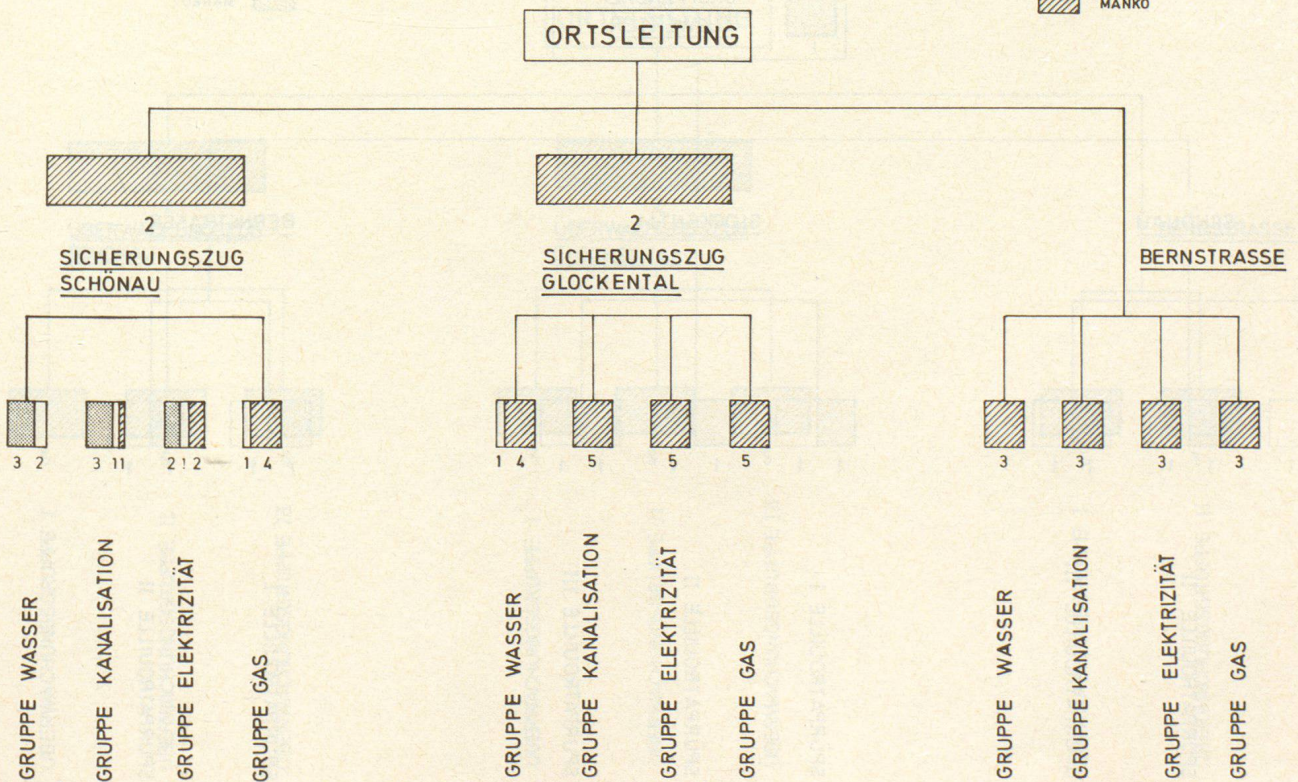 MANKO
ORTSLEITUNG
2
SICHERUNGSZUG
SCHÖNAU
2
SICHERUNGSZUG
GLOCKENTAL
BERNSTRASSE
3 2
3 11
2 1 2
1 4
1 4
5
5
5
3
3
3
3
GRUPPE WASSER
GRUPPE KANALISATION
GRUPPE ELEKTRIZITÄT
GRUPPE GAS
GRUPPE WASSER
GRUPPE KANALISATION
GRUPPE ELEKTRIZITÄT
GRUPPE GAS
GRUPPE WASSER
GRUPPE KANALISATION
GRUPPE ELEKTRIZITÄT
GRUPPE GAS